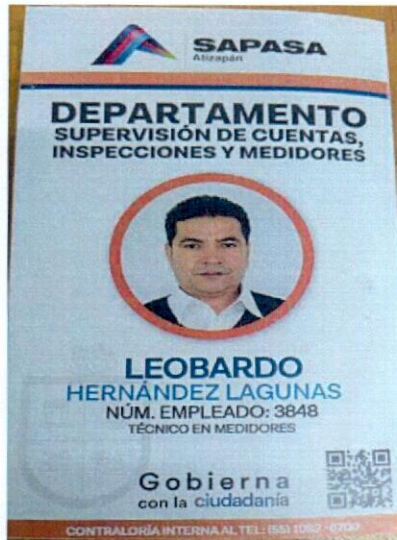 SAPASA
Atizapán
DEPARTAMENTO
SUPERVISIÓN DE CUENTAS,
INSPECCIONES Y MEDIDORES
LEOBARDO
HERNÁNDEZ LAGUNAS
NÚM. EMPLEADO: 3848
TÉCNICO EN MEDIDORES
Gobierna
con la ciudadanía
CONTRALORÍA INTERNA AL TEL: (55)